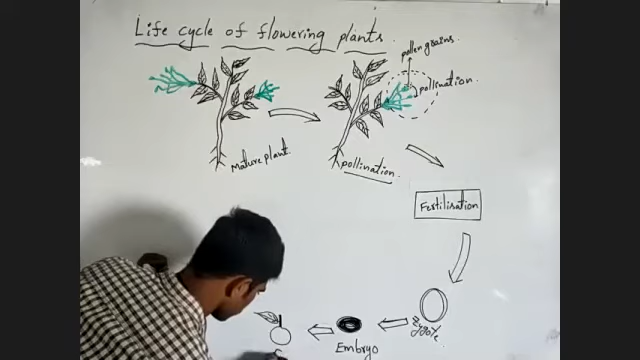 Life cycle of flowering plants.
pollen grains.
pollination.
Mature plant.
pollination.
Fertilisation
Zygote
Embryo